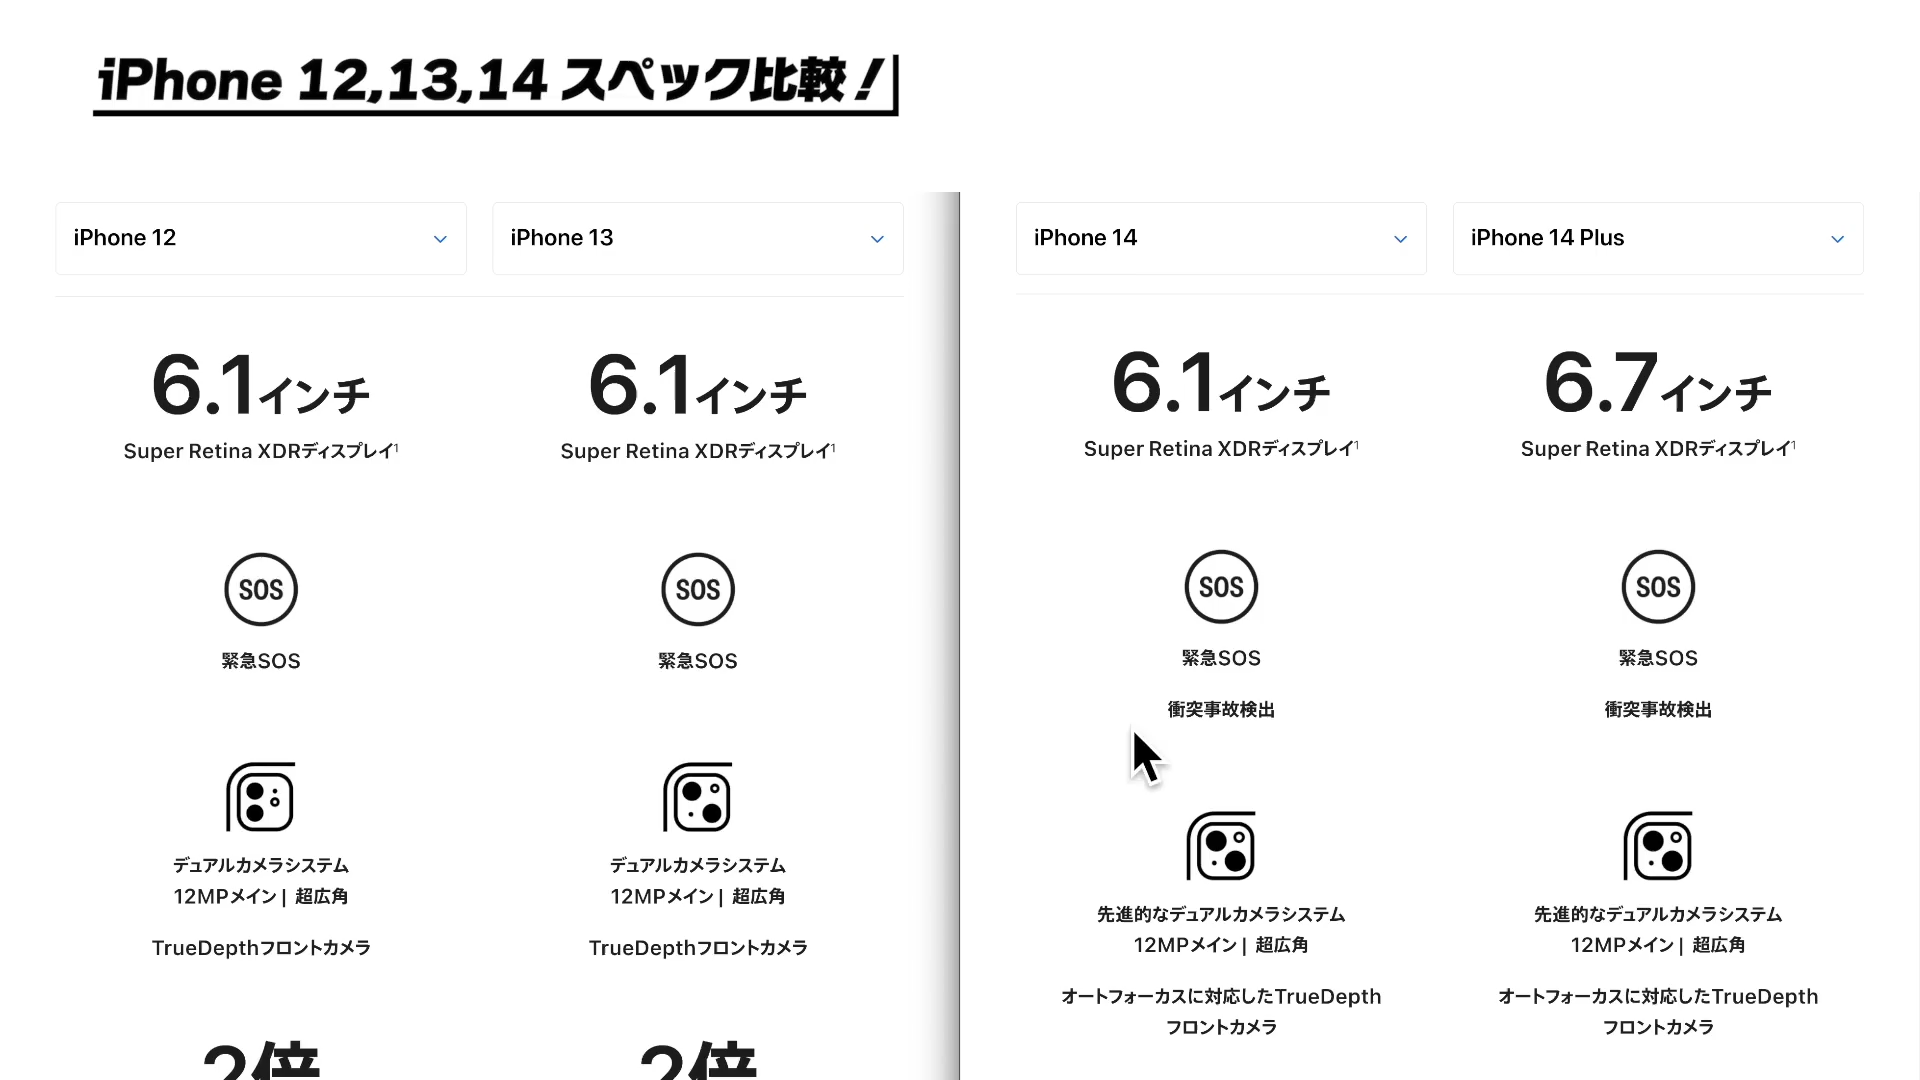 iPhone 12,13,14 スペック比較！
iPhone 12
iPhone 13
6.1インチ
6.1インチ
Super Retina XDRディスプレイ1
Super Retina XDRディスプレイ1
SOS
SOS
緊急SOS
緊急SOS
デュアルカメラシステム
12MPメイン | 超広角
デュアルカメラシステム
12MPメイン | 超広角
TrueDepthフロントカメラ
TrueDepthフロントカメラ
2倍
2倍
iPhone 14
iPhone 14 Plus
6.1インチ
6.7インチ
Super Retina XDRディスプレイ1
Super Retina XDRディスプレイ1
SOS
SOS
緊急SOS
緊急SOS
衝突事故検出
衝突事故検出
先進的なデュアルカメラシステム
12MPメイン | 超広角
先進的なデュアルカメラシステム
12MPメイン | 超広角
オートフォーカスに対応したTrueDepth
フロントカメラ
オートフォーカスに対応したTrueDepth
フロントカメラ